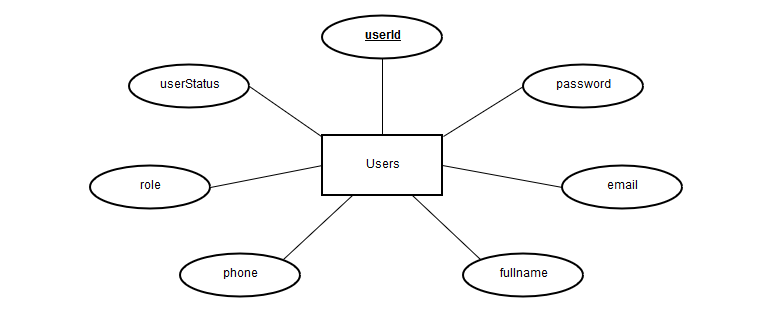 userId
userStatus
password
Users
role
email
phone
fullname